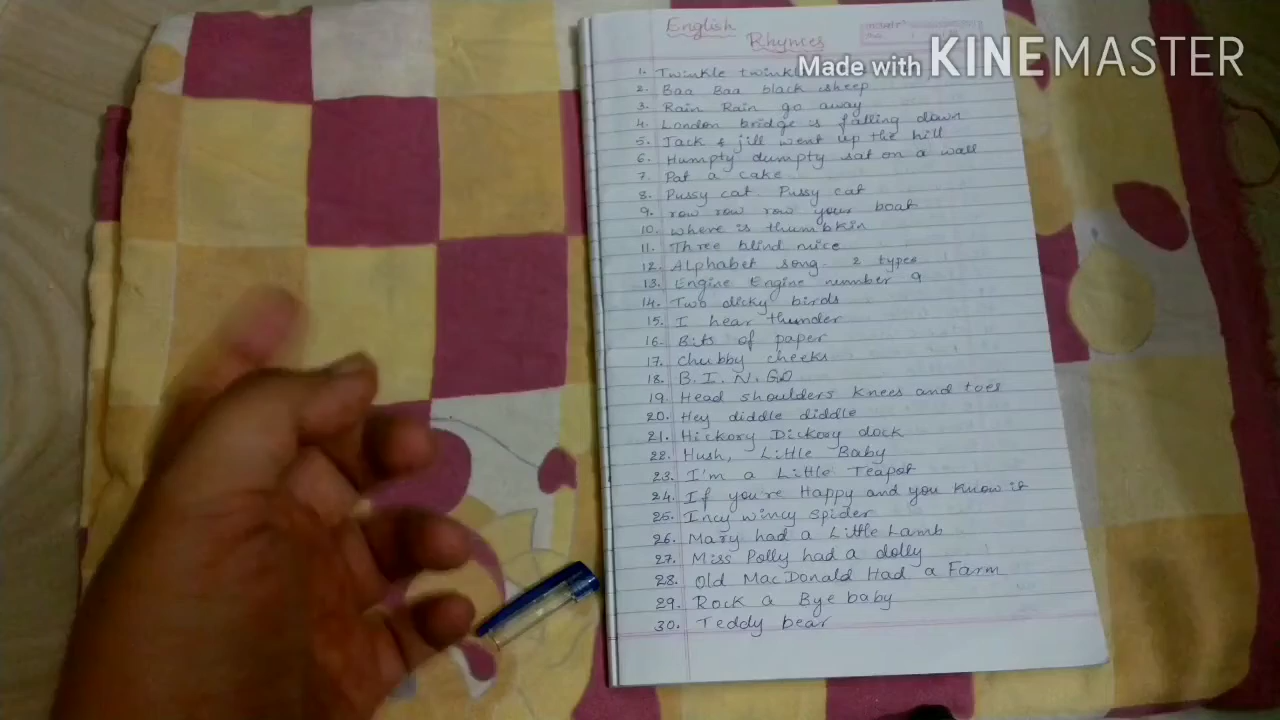 English
Rhymes
Made with KINEMASTER
1. Twinkle twinkle
2. Baa Baa black sheep
3. Rain Rain go away
4. London bridge is falling down
5. Jack & jill went up the hill
6. Humpty dumpty sat on a wall
7. Pat a cake
8. Pussy cat Pussy cat
9. row row row your boat
10. where is thumbkin
11. Three blind mice
12. Alphabet song. 2 types
13. Engine Engine number 9
14. Two dicky birds
15. I hear thunder
16. Bits of paper
17. chubby cheeks
18. B. I. N. GO
19. Head shoulders knees and toes
20. Hey diddle diddle
21. Hickory Dickory dock
22. Hush, Little Baby
23. I'm a Little Teapot
24. If you're Happy and you know it
25. Incy wincy spider
26. Mary had a Little Lamb
27. Miss Polly had a dolly
28. Old MacDonald Had a Farm
29. Rock a Bye baby
30. Teddy bear